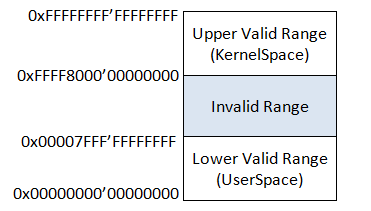 0xFFFFFFFF’FFFFFFFF
Upper Valid Range
(KernelSpace)
0xFFFF8000’00000000
Invalid Range
0x00007FFF’FFFFFFFF
Lower Valid Range
(UserSpace)
0x00000000’00000000